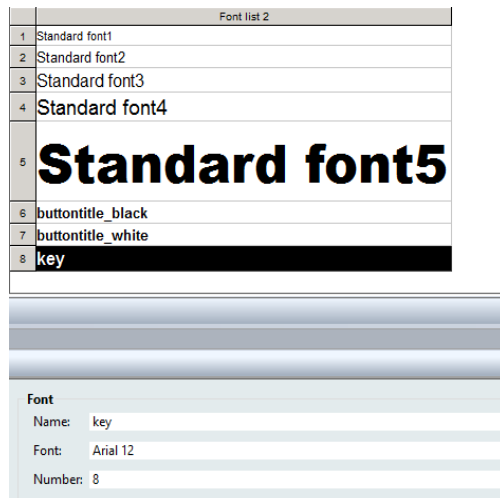 Font list 2
1 Standard font1
2 Standard font2
3 Standard font3
4 Standard font4
5 Standard font5
6 buttontitle_black
7 buttontitle_white
8 key
Font
Name: key
Font: Arial 12
Number: 8